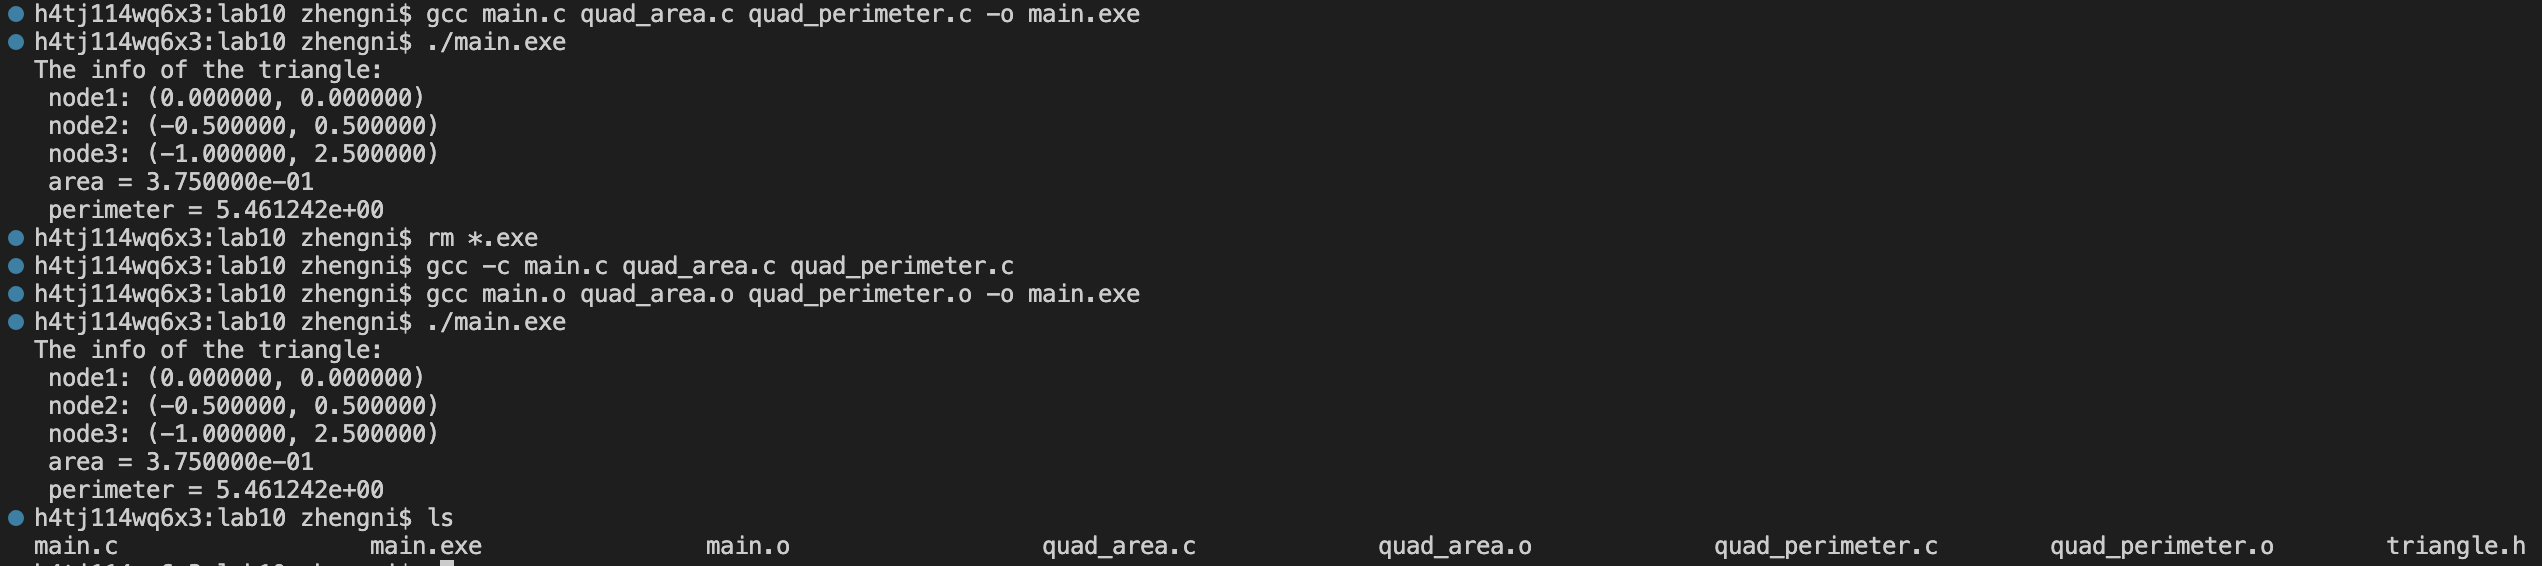 h4tj114wq6x3:lab10 zhengni$ gcc main.c quad_area.c quad_perimeter.c -o main.exe
h4tj114wq6x3:lab10 zhengni$ ./main.exe
The info of the triangle:
 node1: (0.000000, 0.000000)
 node2: (-0.500000, 0.500000)
 node3: (-1.000000, 2.500000)
 area = 3.750000e-01
 perimeter = 5.461242e+00
h4tj114wq6x3:lab10 zhengni$ rm *.exe
h4tj114wq6x3:lab10 zhengni$ gcc -c main.c quad_area.c quad_perimeter.c
h4tj114wq6x3:lab10 zhengni$ gcc main.o quad_area.o quad_perimeter.o -o main.exe
h4tj114wq6x3:lab10 zhengni$ ./main.exe
The info of the triangle:
 node1: (0.000000, 0.000000)
 node2: (-0.500000, 0.500000)
 node3: (-1.000000, 2.500000)
 area = 3.750000e-01
 perimeter = 5.461242e+00
h4tj114wq6x3:lab10 zhengni$ ls
main.c main.exe main.o quad_area.c quad_area.o quad_perimeter.c quad_perimeter.o triangle.h